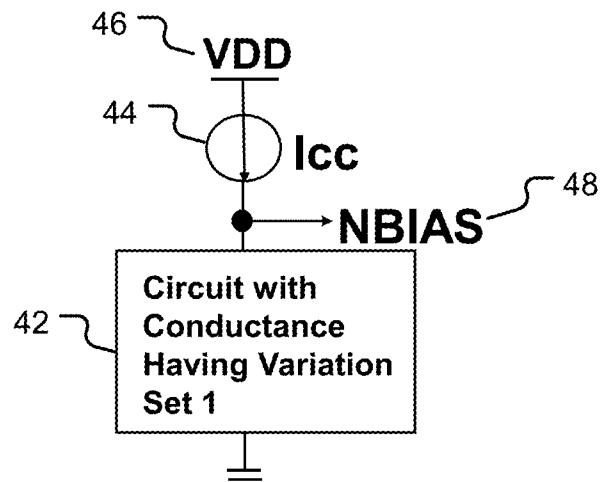 46
VDD
44
Icc
48
NBIAS
42
Circuit with
Conductance
Having Variation
Set 1